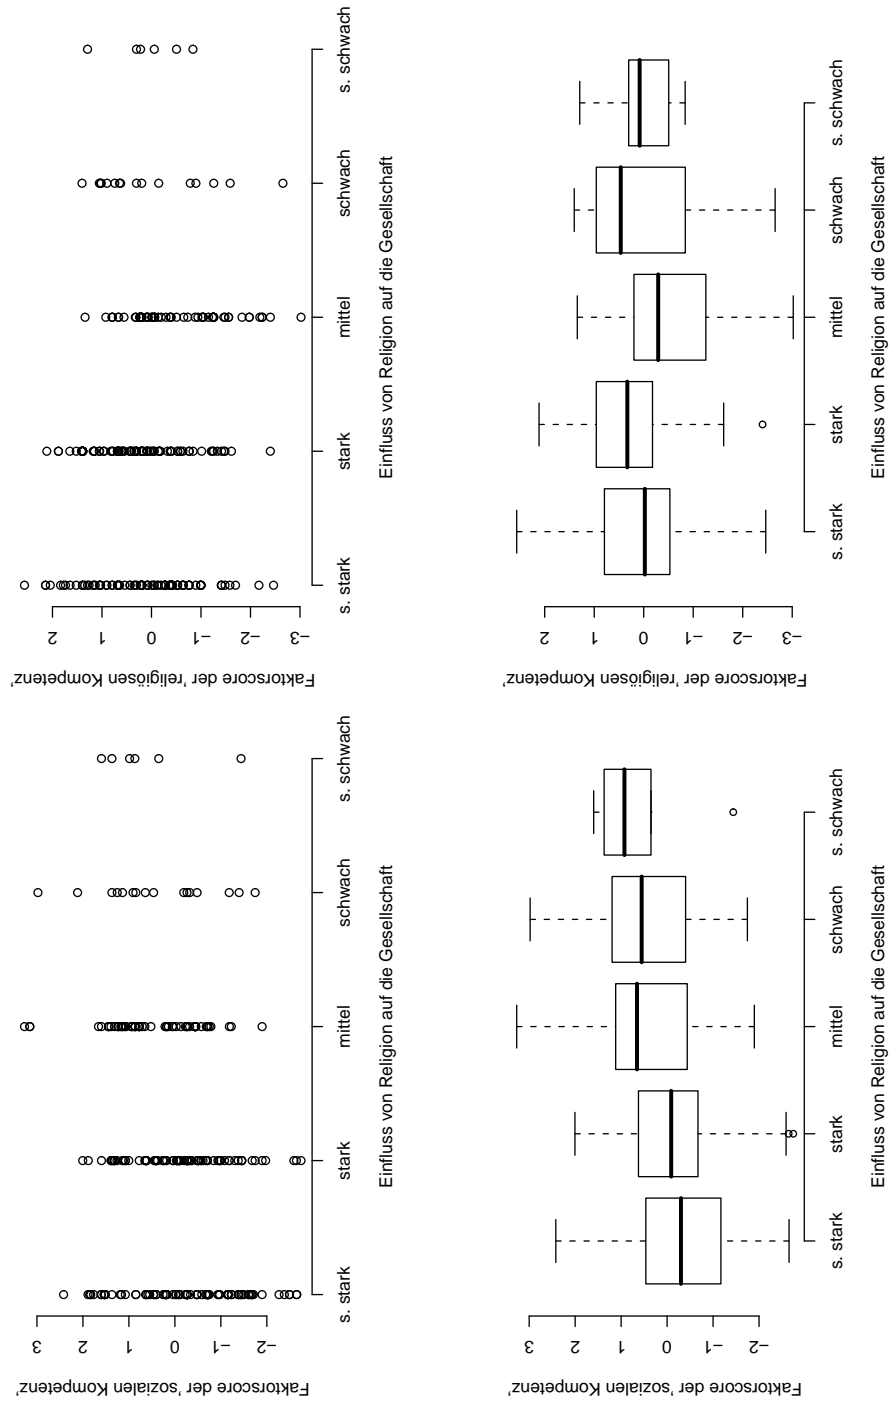 Faktorscore der 'sozialen Kompetenz'
3
2
1
0
−1
−2
s. stark stark mittel schwach s. schwach
Einfluss von Religion auf die Gesellschaft
Faktorscore der 'religiösen Kompetenz'
2
1
0
−1
−2
−3
s. stark stark mittel schwach s. schwach
Einfluss von Religion auf die Gesellschaft
Faktorscore der 'sozialen Kompetenz'
3
2
1
0
−1
−2
s. stark stark mittel schwach s. schwach
Einfluss von Religion auf die Gesellschaft
Faktorscore der 'religiösen Kompetenz'
2
1
0
−1
−2
−3
s. stark stark mittel schwach s. schwach
Einfluss von Religion auf die Gesellschaft